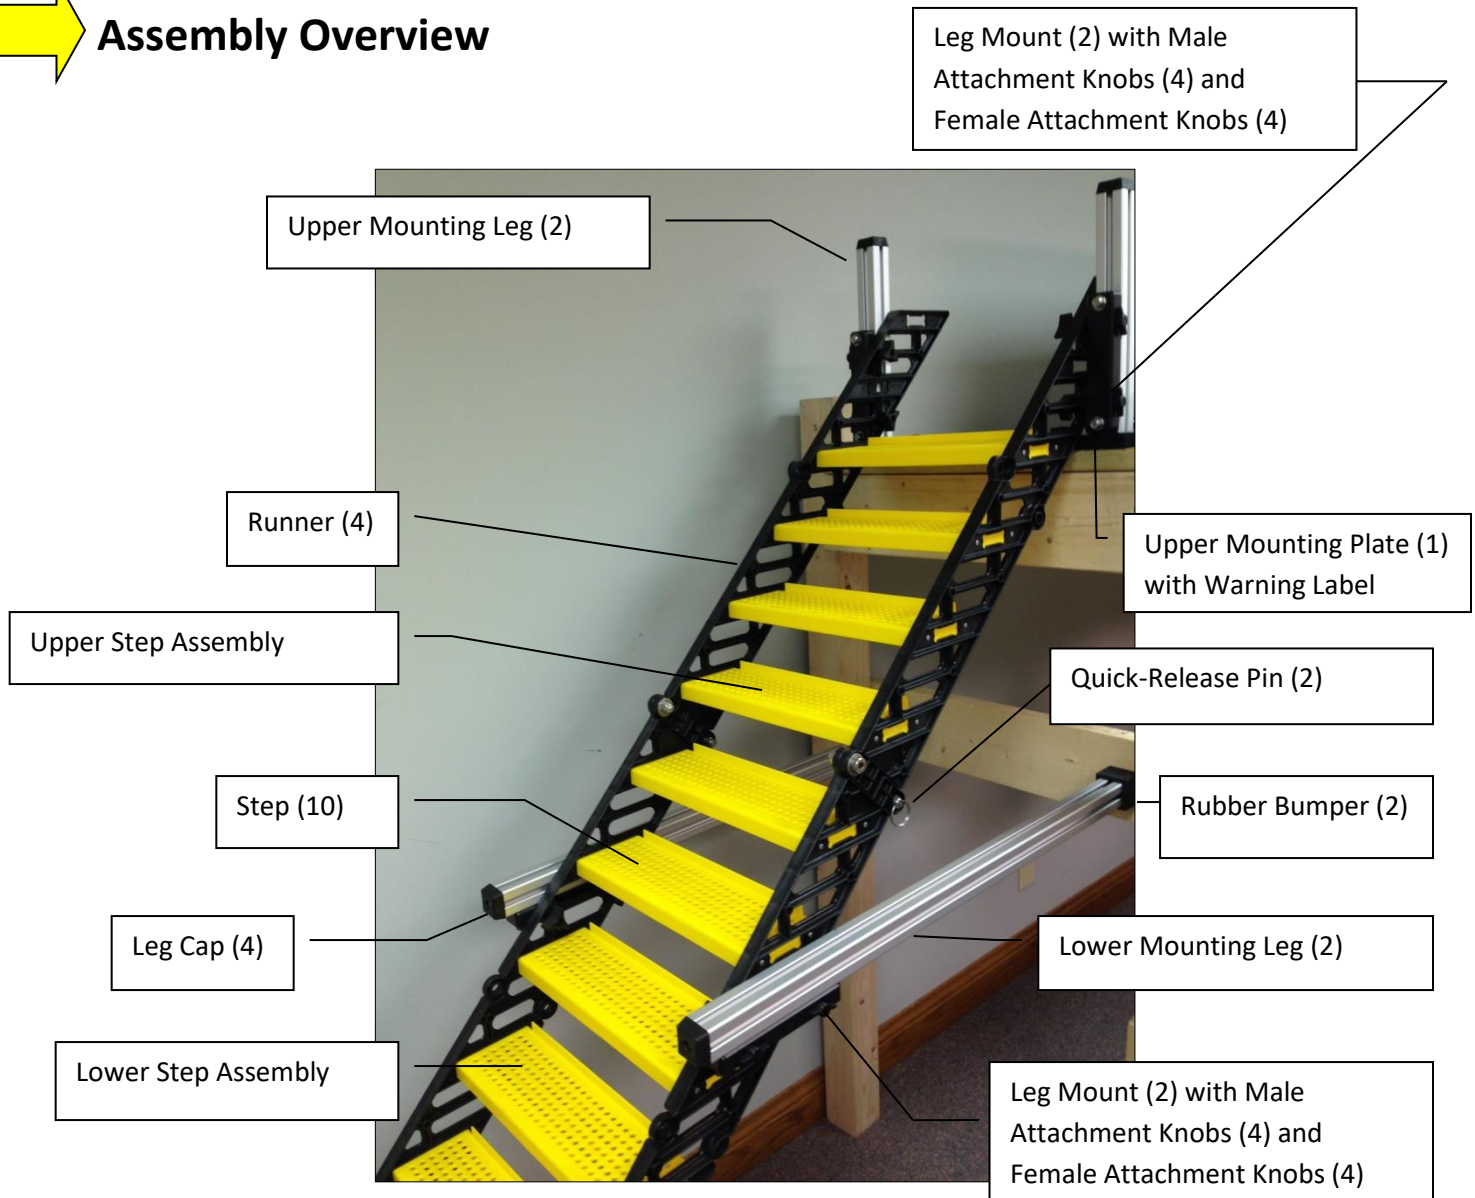 Assembly Overview
Leg Mount (2) with Male
Attachment Knobs (4) and
Female Attachment Knobs (4)
Upper Mounting Leg (2)
Runner (4)
Upper Mounting Plate (1)
with Warning Label
Upper Step Assembly
Quick-Release Pin (2)
Step (10)
Rubber Bumper (2)
Leg Cap (4)
Lower Mounting Leg (2)
Lower Step Assembly
Leg Mount (2) with Male
Attachment Knobs (4) and
Female Attachment Knobs (4)